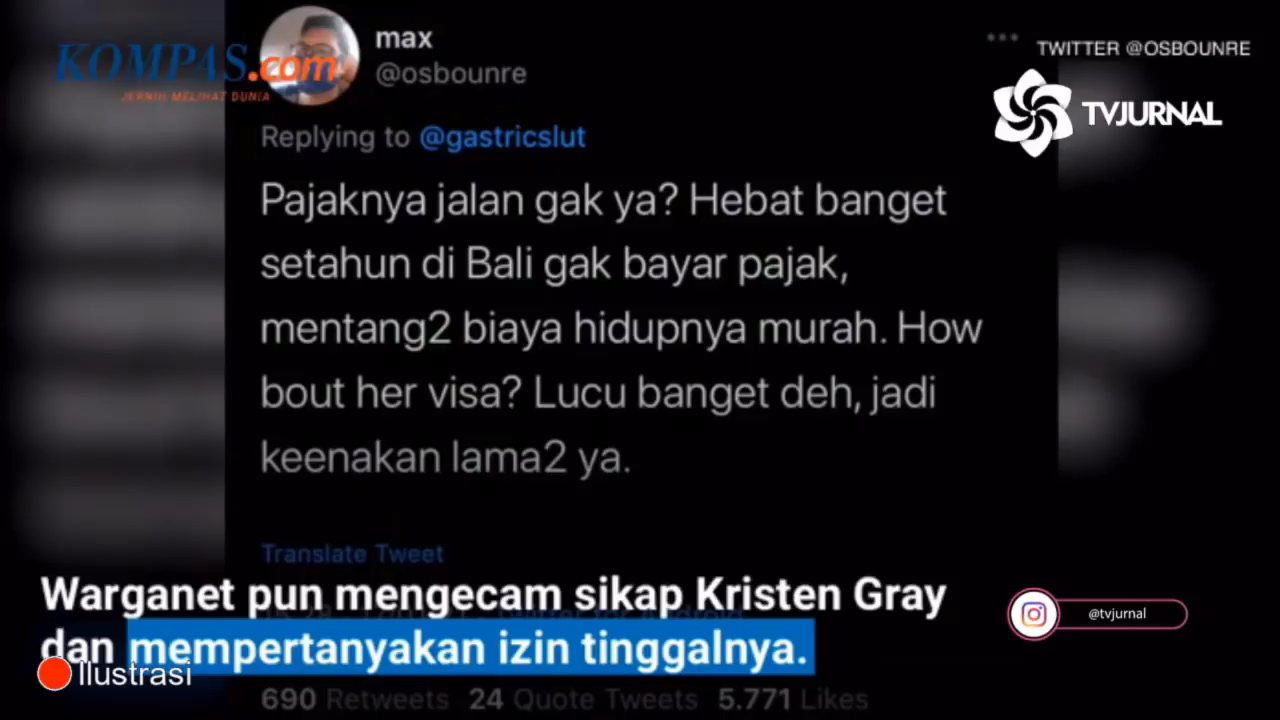 KOMPAS.com
JERNIH MELIHAT DUNIA
max
@osbounre
TWITTER @OSBOUNRE
TVJURNAL
Replying to @gastricslut
Pajaknya jalan gak ya? Hebat banget
setahun di Bali gak bayar pajak,
mentang2 biaya hidupnya murah. How
bout her visa? Lucu banget deh, jadi
keenakan lama2 ya.
Translate Tweet
Warganet pun mengecam sikap Kristen Gray
dan mempertanyakan izin tinggalnya.
@tvjurnal
Ilustrasi
690 Retweets 24 Quote Tweets 5.771 Likes